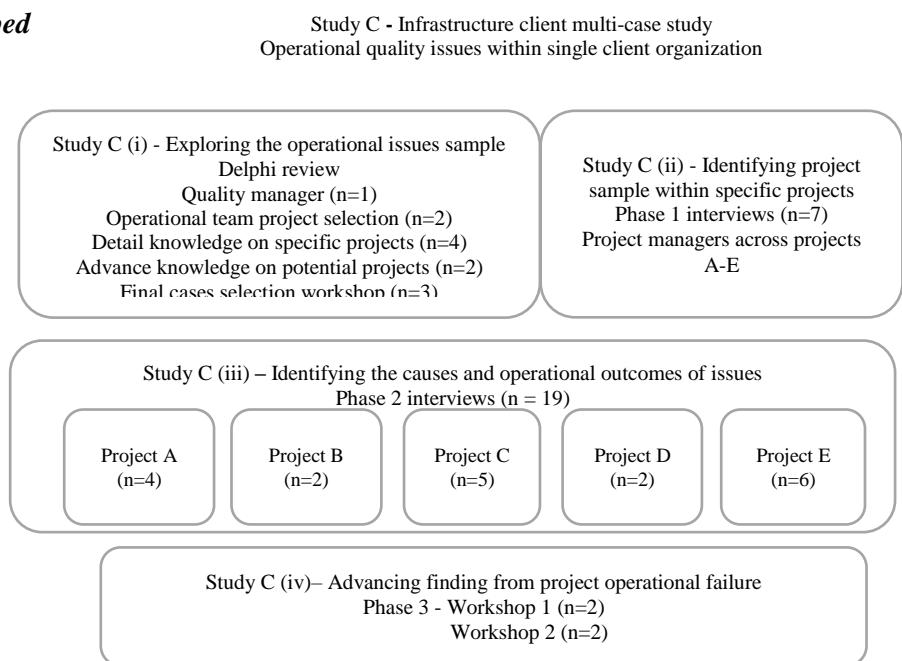 ped
Study C - Infrastructure client multi-case study
Operational quality issues within single client organization
Study C (i) - Exploring the operational issues sample
Delphi review
Quality manager (n=1)
Operational team project selection (n=2)
Detail knowledge on specific projects (n=4)
Advance knowledge on potential projects (n=2)
Final cases selection workshop (n=3)
Study C (ii) - Identifying project
sample within specific projects
Phase 1 interviews (n=7)
Project managers across projects
A-E
Study C (iii) – Identifying the causes and operational outcomes of issues
Phase 2 interviews (n = 19)
Project A
(n=4)
Project B
(n=2)
Project C
(n=5)
Project D
(n=2)
Project E
(n=6)
Study C (iv)– Advancing finding from project operational failure
Phase 3 - Workshop 1 (n=2)
Workshop 2 (n=2)